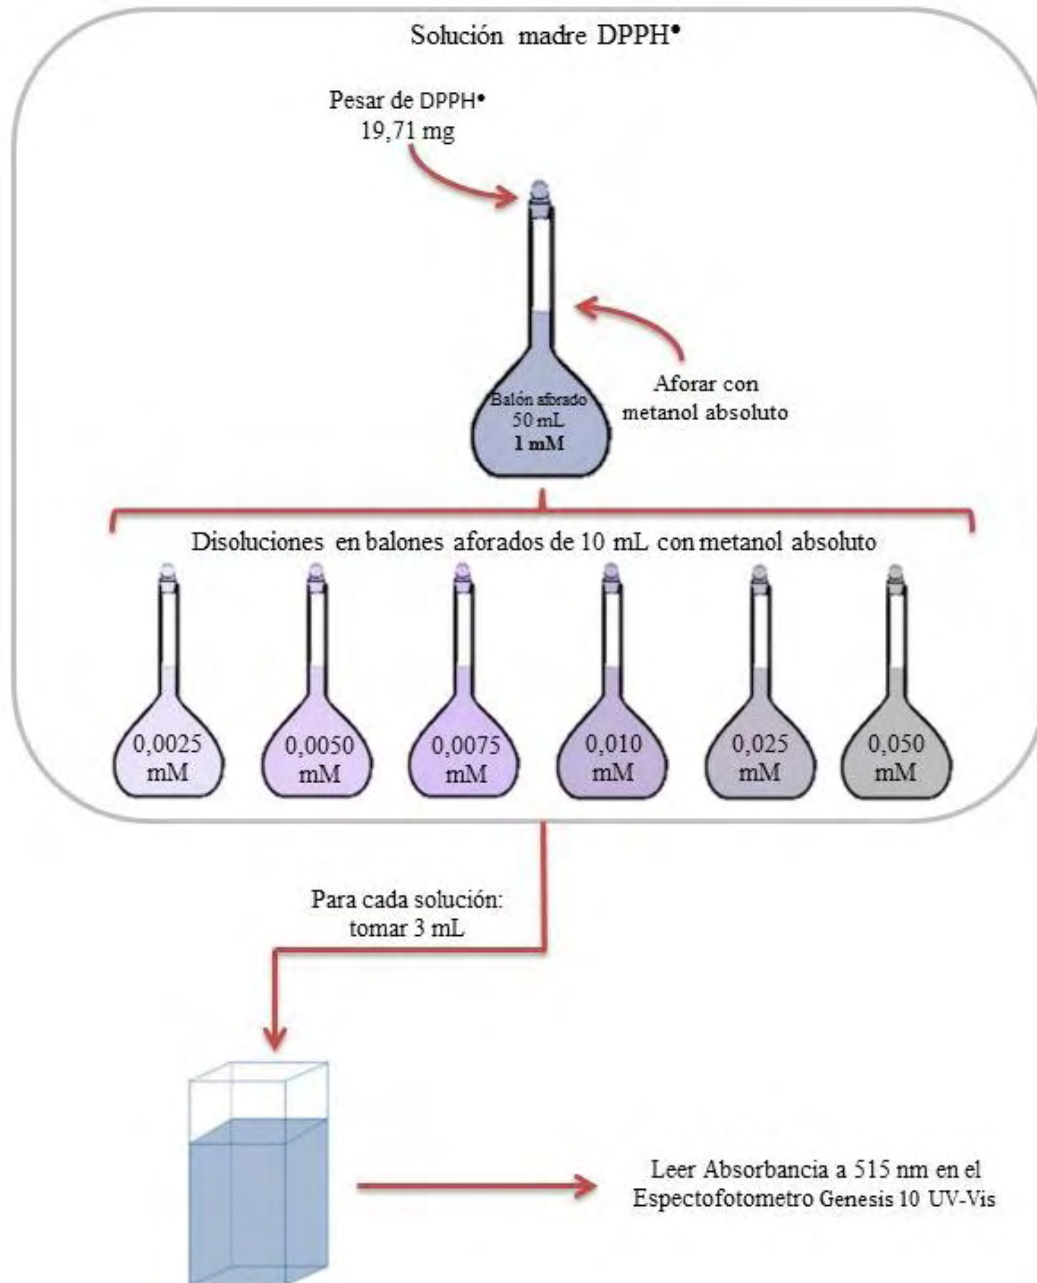 Solución madre DPPH•
Pesar de DPPH•
19,71 mg
Aforar con
metanol absoluto
Balón aforado
50 mL
1 mM
Disoluciones en balones aforados de 10 mL con metanol absoluto
0,0025
mM
0,0050
mM
0,0075
mM
0,010
mM
0,025
mM
0,050
mM
Para cada solución:
tomar 3 mL
Leer Absorbancia a 515 nm en el
Espectofotometro Genesis 10 UV-Vis